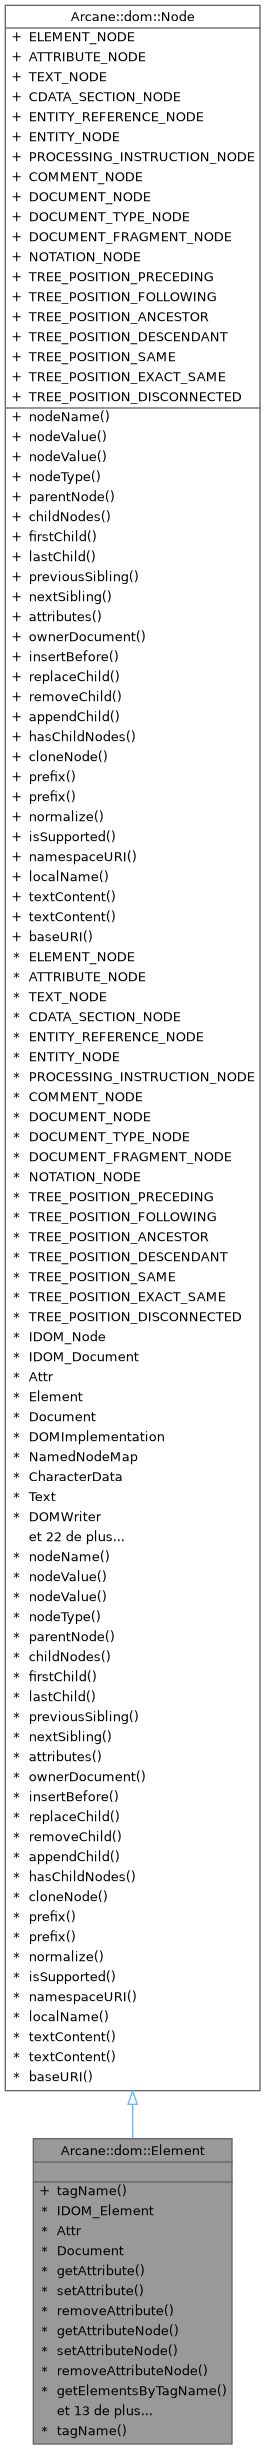 Arcane::dom::Node
+ ELEMENT_NODE
+ ATTRIBUTE_NODE
+ TEXT_NODE
+ CDATA_SECTION_NODE
+ ENTITY_REFERENCE_NODE
+ ENTITY_NODE
+ PROCESSING_INSTRUCTION_NODE
+ COMMENT_NODE
+ DOCUMENT_NODE
+ DOCUMENT_TYPE_NODE
+ DOCUMENT_FRAGMENT_NODE
+ NOTATION_NODE
+ TREE_POSITION_PRECEDING
+ TREE_POSITION_FOLLOWING
+ TREE_POSITION_ANCESTOR
+ TREE_POSITION_DESCENDANT
+ TREE_POSITION_SAME
+ TREE_POSITION_EXACT_SAME
+ TREE_POSITION_DISCONNECTED
+ nodeName()
+ nodeValue()
+ nodeValue()
+ nodeType()
+ parentNode()
+ childNodes()
+ firstChild()
+ lastChild()
+ previousSibling()
+ nextSibling()
+ attributes()
+ ownerDocument()
+ insertBefore()
+ replaceChild()
+ removeChild()
+ appendChild()
+ hasChildNodes()
+ cloneNode()
+ prefix()
+ prefix()
+ normalize()
+ isSupported()
+ namespaceURI()
+ localName()
+ textContent()
+ textContent()
+ baseURI()
* ELEMENT_NODE
* ATTRIBUTE_NODE
* TEXT_NODE
* CDATA_SECTION_NODE
* ENTITY_REFERENCE_NODE
* ENTITY_NODE
* PROCESSING_INSTRUCTION_NODE
* COMMENT_NODE
* DOCUMENT_NODE
* DOCUMENT_TYPE_NODE
* DOCUMENT_FRAGMENT_NODE
* NOTATION_NODE
* TREE_POSITION_PRECEDING
* TREE_POSITION_FOLLOWING
* TREE_POSITION_ANCESTOR
* TREE_POSITION_DESCENDANT
* TREE_POSITION_SAME
* TREE_POSITION_EXACT_SAME
* TREE_POSITION_DISCONNECTED
* IDOM_Node
* IDOM_Document
* Attr
* Element
* Document
* DOMImplementation
* NamedNodeMap
* CharacterData
* Text
* DOMWriter
et 22 de plus...
* nodeName()
* nodeValue()
* nodeValue()
* nodeType()
* parentNode()
* childNodes()
* firstChild()
* lastChild()
* previousSibling()
* nextSibling()
* attributes()
* ownerDocument()
* insertBefore()
* replaceChild()
* removeChild()
* appendChild()
* hasChildNodes()
* cloneNode()
* prefix()
* prefix()
* normalize()
* isSupported()
* namespaceURI()
* localName()
* textContent()
* textContent()
* baseURI()
Arcane::dom::Element
+ tagName()
* IDOM_Element
* Attr
* Document
* getAttribute()
* setAttribute()
* removeAttribute()
* getAttributeNode()
* setAttributeNode()
* removeAttributeNode()
* getElementsByTagName()
et 13 de plus...
* tagName()